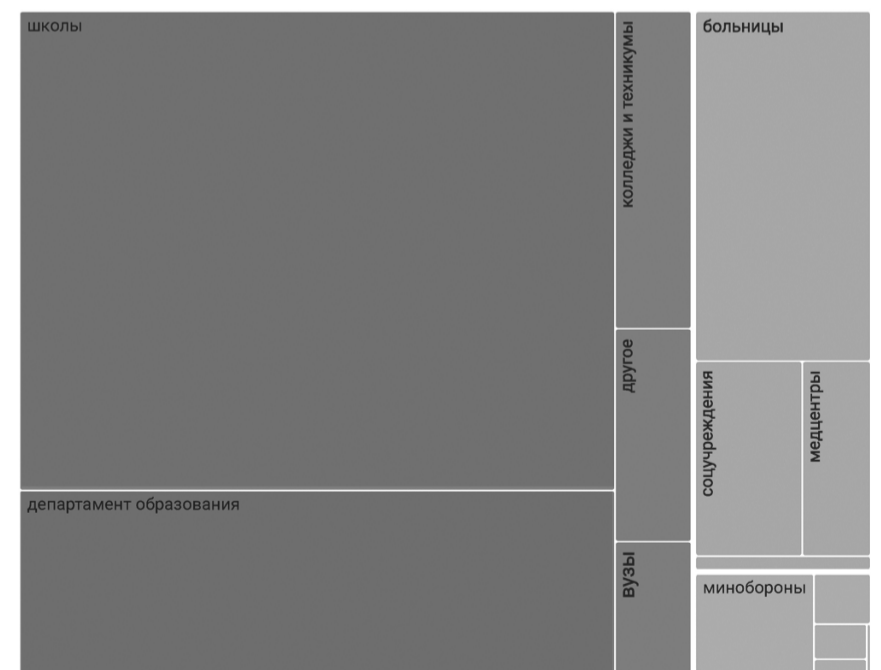 школы
колледжи и техникумы
больницы
другое
соцучреждения
медцентры
департамент образования
вузы
минобороны